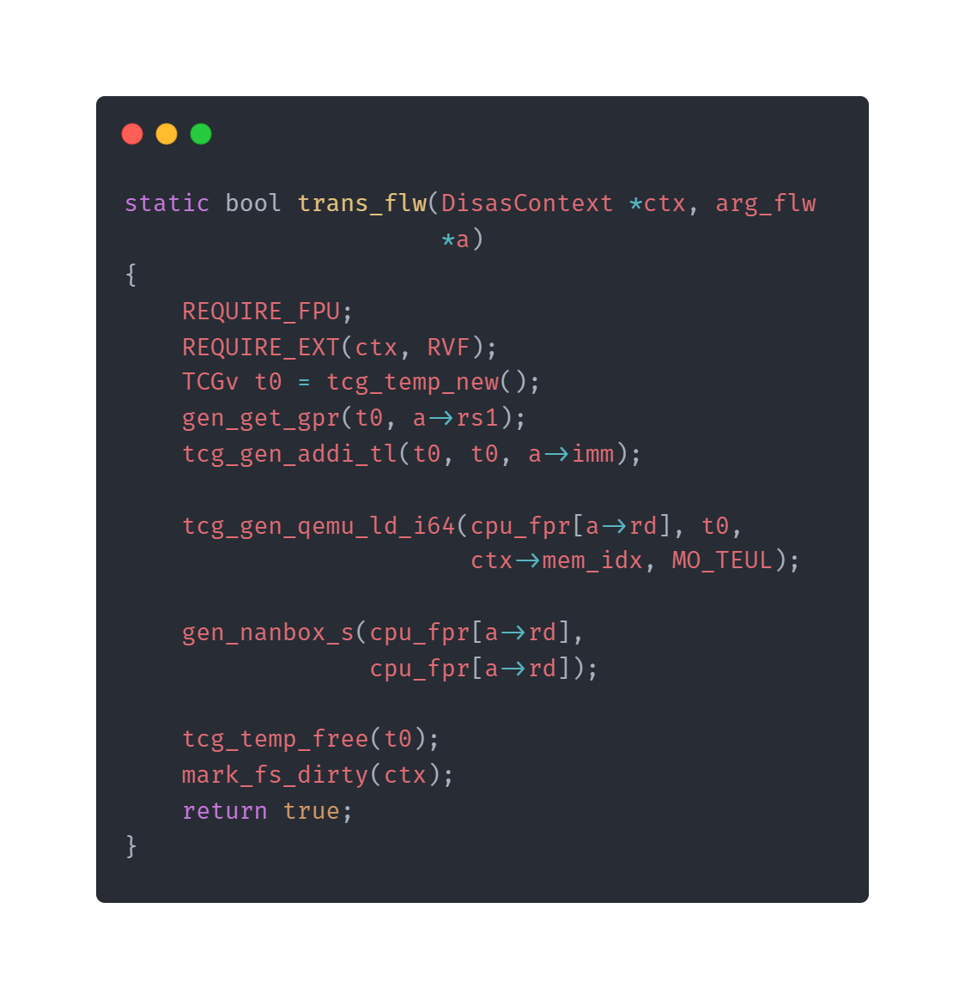 static bool trans_flw(DisasContext *ctx, arg_flw
                      *a)
{
    REQUIRE_FPU;
    REQUIRE_EXT(ctx, RVF);
    TCGv t0 = tcg_temp_new();
    gen_get_gpr(t0, a->rs1);
    tcg_gen_addi_tl(t0, t0, a->imm);

    tcg_gen_qemu_ld_i64(cpu_fpr[a->rd], t0,
                        ctx->mem_idx, MO_TEUL);

    gen_nanbox_s(cpu_fpr[a->rd],
                 cpu_fpr[a->rd]);

    tcg_temp_free(t0);
    mark_fs_dirty(ctx);
    return true;
}